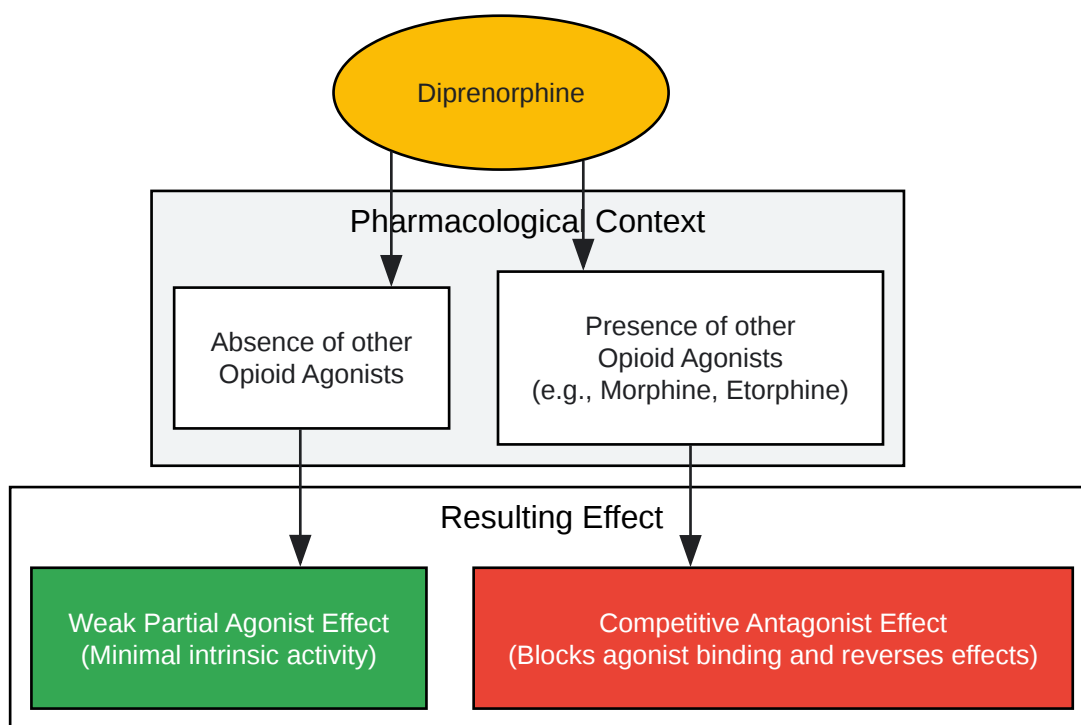 Diprenorphine
Pharmacological Context
Absence of other
Opioid Agonists
Presence of other
Opioid Agonists
(e.g., Morphine, Etorphine)
Resulting Effect
Weak Partial Agonist Effect
(Minimal intrinsic activity)
Competitive Antagonist Effect
(Blocks agonist binding and reverses effects)